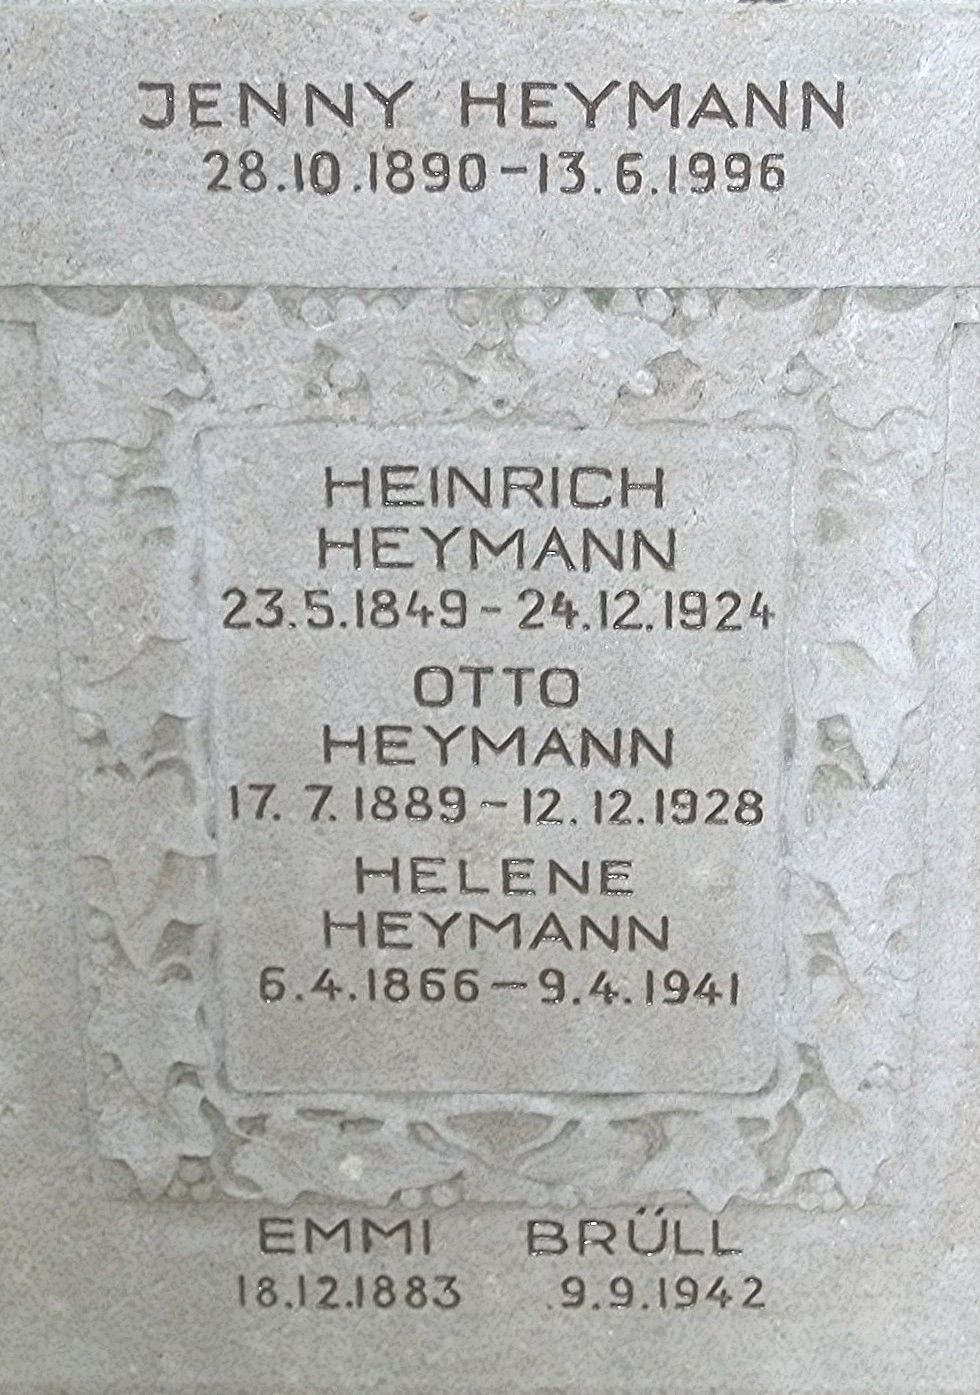 JENNY HEYMANN
28.10.1890-13.6.1996
HEINRICH
HEYMANN
23.5.1849-24.12.1924
OTTO
HEYMANN
17.7.1889-12.12.1928
HELENE
HEYMANN
6.4.1866-9.4.1941
EMMI BRÜLL
18.12.1883 9.9.1942